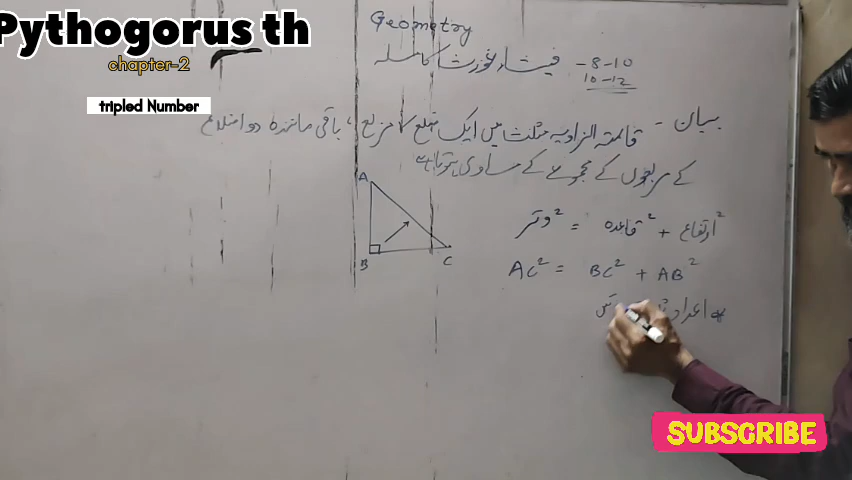 Pythogorus th
chapter-2
tripled Number
Geometry
فیثاغورث کا مسئلہ
-8-10
10-12
بیان - قائمتہ الزاویہ مثلث میں ایک ضلع کا مربع، باقی ماندہ دو اضلاع
کے مربعوں کے مجموعے کے مساوی ہوتا ہے
A
B
C
وتر² = قاعدہ² + ارتفاع²
AC² = BC² + AB²
* اعداد
SUBSCRIBE